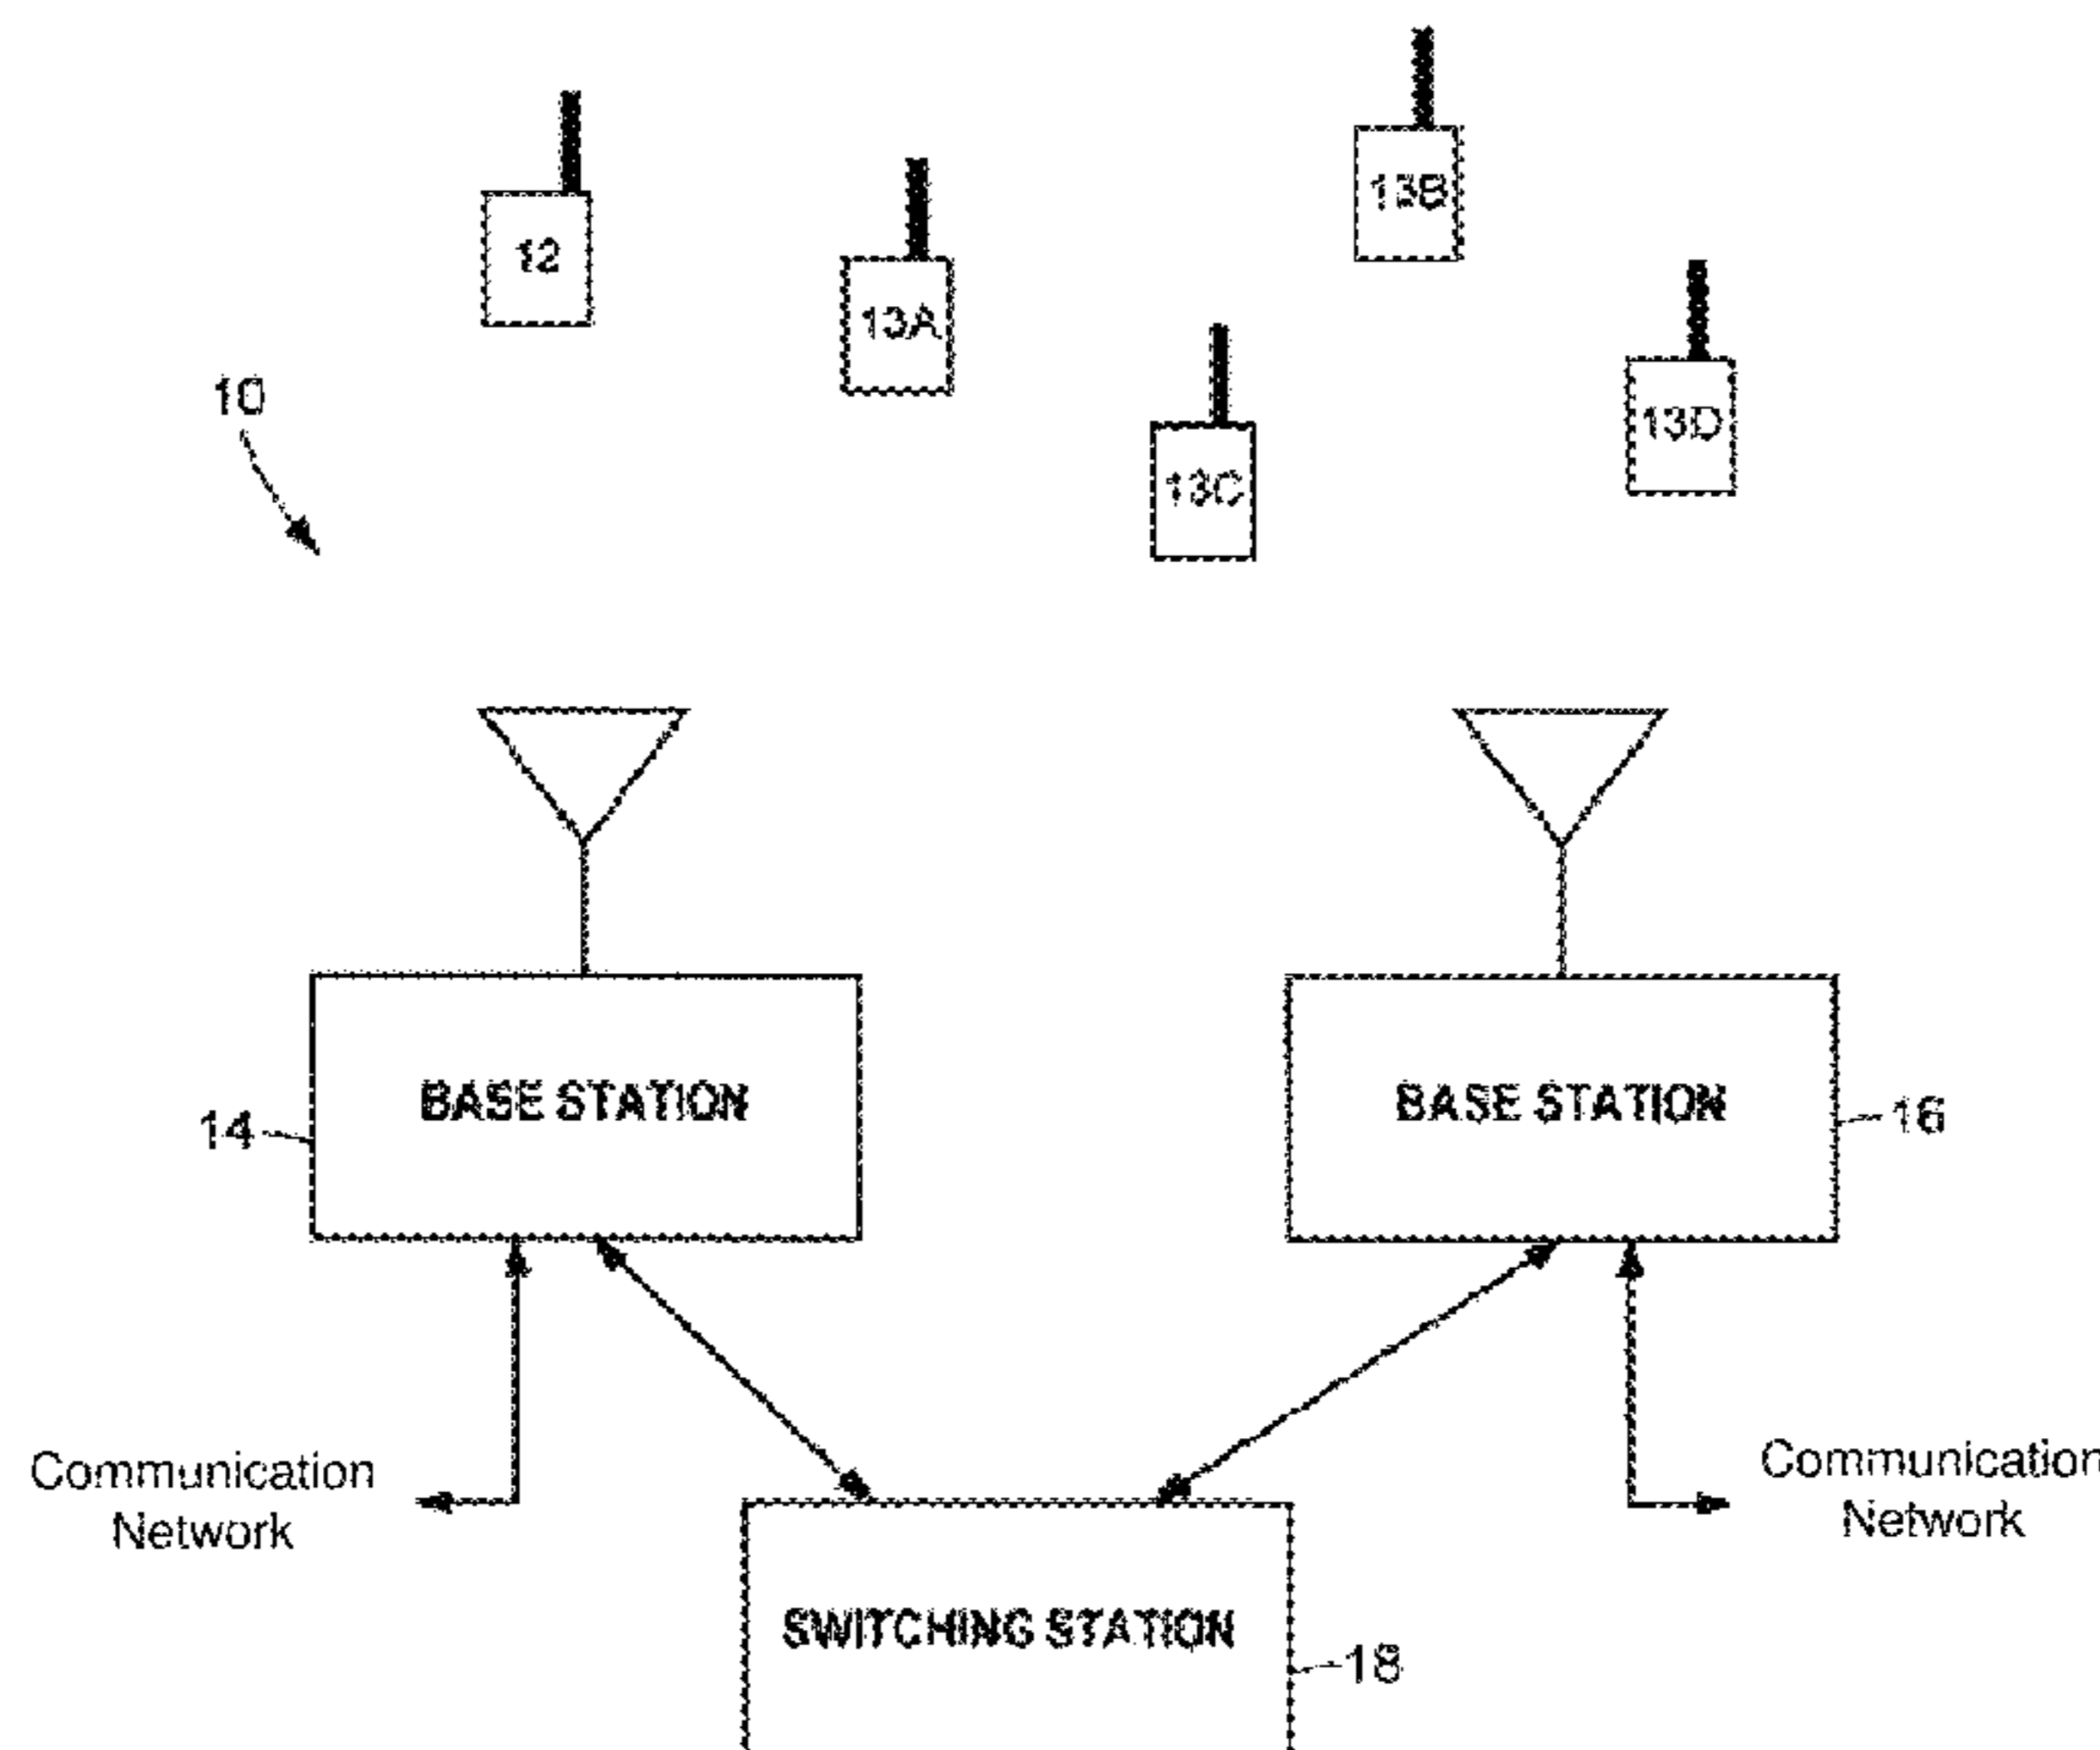 13B
12
13A
10
13D
13C
BASE STATION
BASE STATION
14
16
Communication
Network
Communication
Network
SWITCHING STATION
18